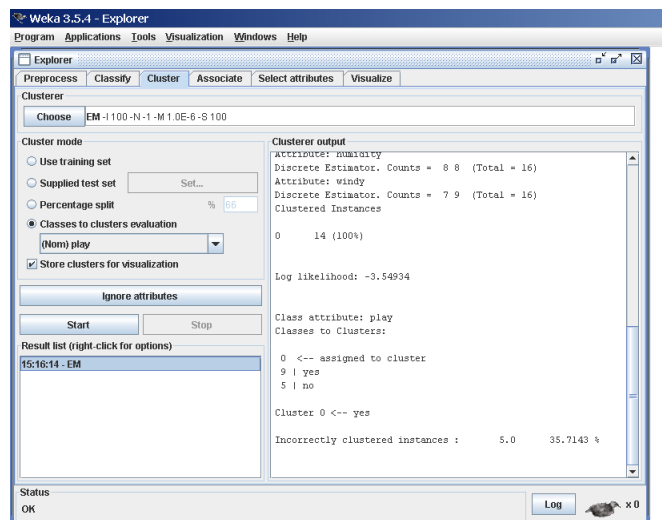 Weka 3.5.4 - Explorer
Program Applications Tools Visualization Windows Help
Explorer
Preprocess Classify Cluster Associate Select attributes Visualize
Clusterer
Choose EM -I 100 -N -1 -M 1.0E-6 -S 100
Cluster mode
Use training set
Supplied test set Set...
Percentage split % 66
Classes to clusters evaluation
(Nom) play
Store clusters for visualization
Ignore attributes
Start Stop
Result list (right-click for options)
15:16:14 - EM
Clusterer output
Attribute: humidity
Discrete Estimator. Counts = 8 8 (Total = 16)
Attribute: windy
Discrete Estimator. Counts = 7 9 (Total = 16)
Clustered Instances
0 14 (100%)
Log likelihood: -3.54934
Class attribute: play
Classes to Clusters:
0 <-- assigned to cluster
9 | yes
5 | no
Cluster 0 <-- yes
Incorrectly clustered instances : 5.0 35.7143 %
Status
OK
Log x 0